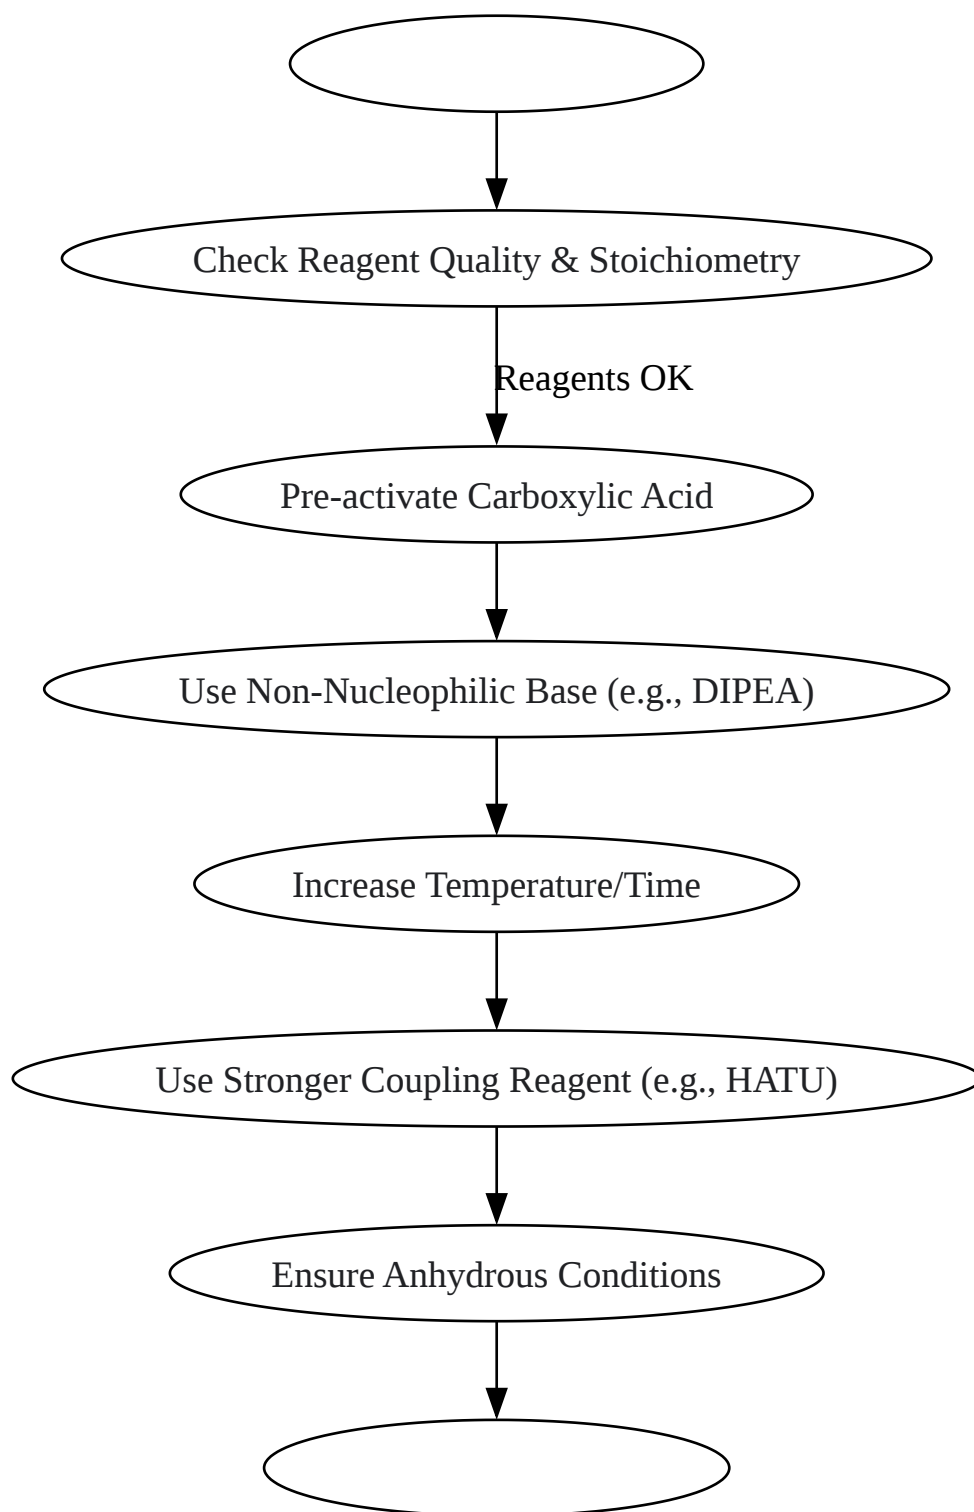 Check Reagent Quality & Stoichiometry
Reagents OK
Pre-activate Carboxylic Acid
Use Non-Nucleophilic Base (e.g., DIPEA)
Increase Temperature/Time
Use Stronger Coupling Reagent (e.g., HATU)
Ensure Anhydrous Conditions